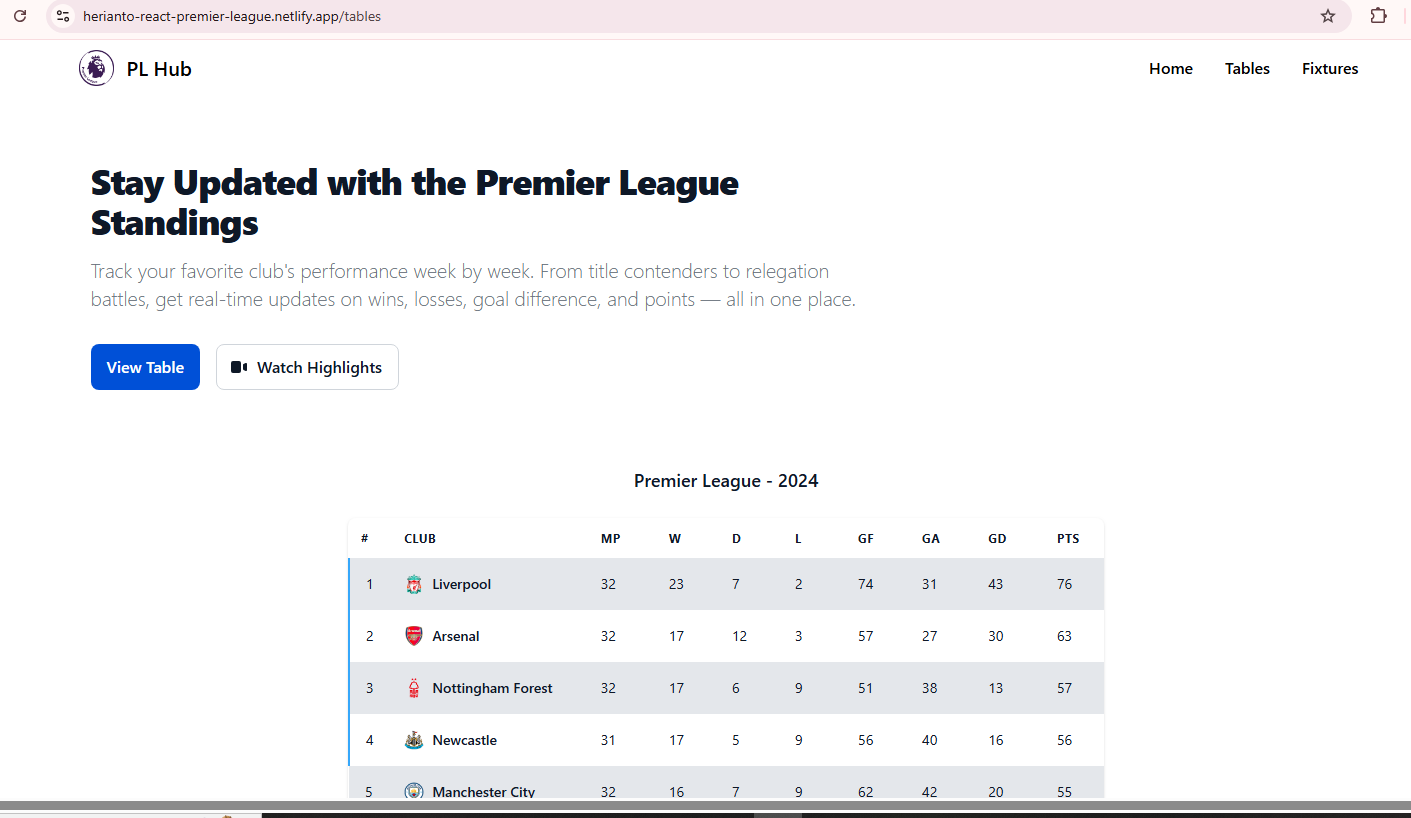 herianto-react-premier-league.netlify.app/tables
PL Hub Home Tables Fixtures
Stay Updated with the Premier League
Standings
Track your favorite club's performance week by week. From title contenders to relegation
battles, get real-time updates on wins, losses, goal difference, and points — all in one place.
View Table Watch Highlights
Premier League - 2024
# CLUB MP W D L GF GA GD PTS
1 Liverpool 32 23 7 2 74 31 43 76
2 Arsenal 32 17 12 3 57 27 30 63
3 Nottingham Forest 32 17 6 9 51 38 13 57
4 Newcastle 31 17 5 9 56 40 16 56
5 Manchester City 32 16 7 9 62 42 20 55